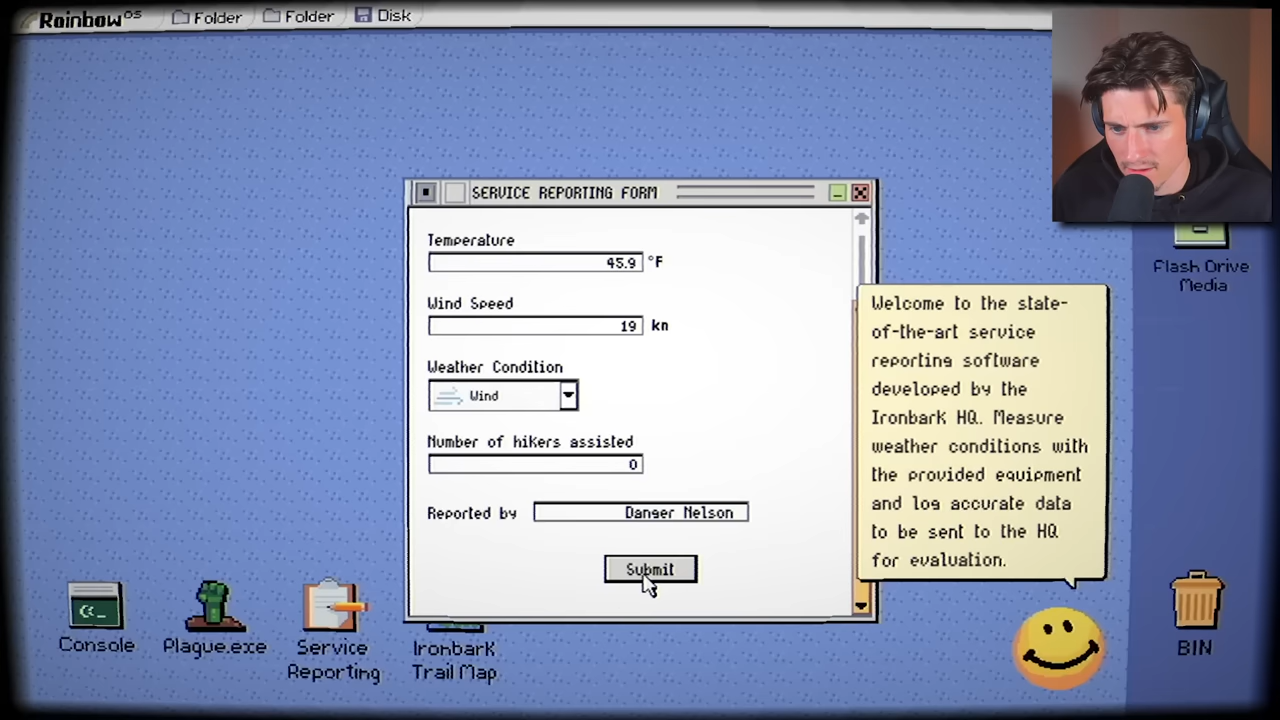 Rainbow OS
Folder
Folder
Disk
SERVICE REPORTING FORM
Temperature
45.9 °F
Wind Speed
19 kn
Weather Condition
Wind
Number of hikers assisted
0
Reported by Danger Nelson
Submit
Welcome to the state-
of-the-art service
reporting software
developed by the
Ironbark HQ. Measure
weather conditions with
the provided equipment
and log accurate data
to be sent to the HQ
for evaluation.
Flash Drive
Media
Console
Plague.exe
Service
Reporting
Ironbark
Trail Map
BIN